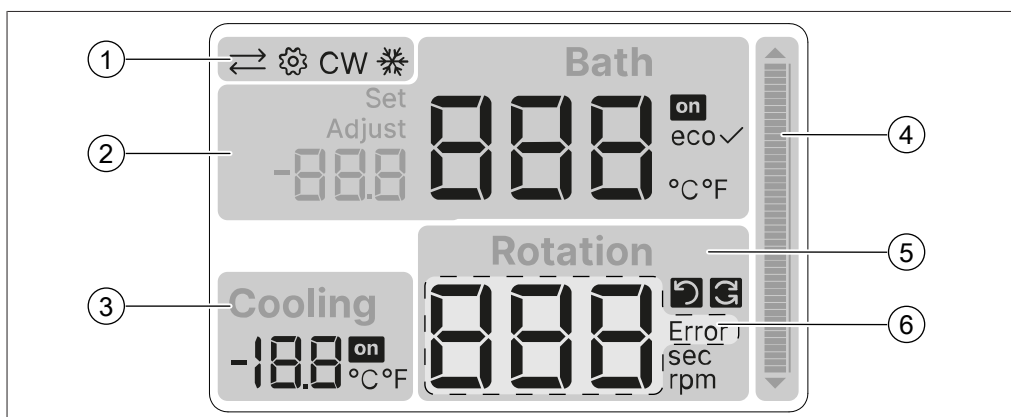 1
CW
Bath
Set
Adjust
-88.8
888
on
eco
°C°F
2
3
4
5
6
Rotation
888
Error
sec
rpm
Cooling
-18.8
on
°C°F